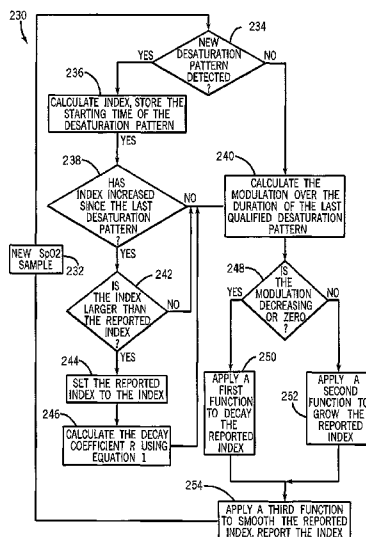 230
234
NEW
DESATURATION
PATTERN
DETECTED
?
YES
NO
236
CALCULATE INDEX, STORE THE
STARTING TIME OF THE
DESATURATION PATTERN
YES
238
HAS
INDEX INCREASED
SINCE THE LAST
DESATURATION
PATTERN
?
NO
YES
240
CALCULATE THE
MODULATION OVER THE
DURATION OF THE LAST
QUALIFIED DESATURATION
PATTERN
NEW SpO2
SAMPLE
232
242
IS
THE INDEX
LARGER THAN
THE REPORTED
INDEX
?
NO
YES
244
SET THE REPORTED
INDEX TO THE INDEX
246
CALCULATE THE DECAY
COEFFICIENT R USING
EQUATION 1
248
IS
THE
MODULATION
DECREASING
OR ZERO
?
YES
NO
250
APPLY A
FIRST
FUNCTION
TO DECAY
THE
REPORTED
INDEX
252
APPLY A
SECOND
FUNCTION TO
GROW THE
REPORTED
INDEX
254
APPLY A THIRD FUNCTION
TO SMOOTH THE REPORTED
INDEX, REPORT THE INDEX